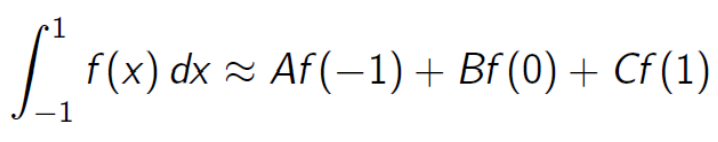 ∫_{-1}^{1} f(x) dx ≈ Af(−1) + Bf(0) + Cf(1)